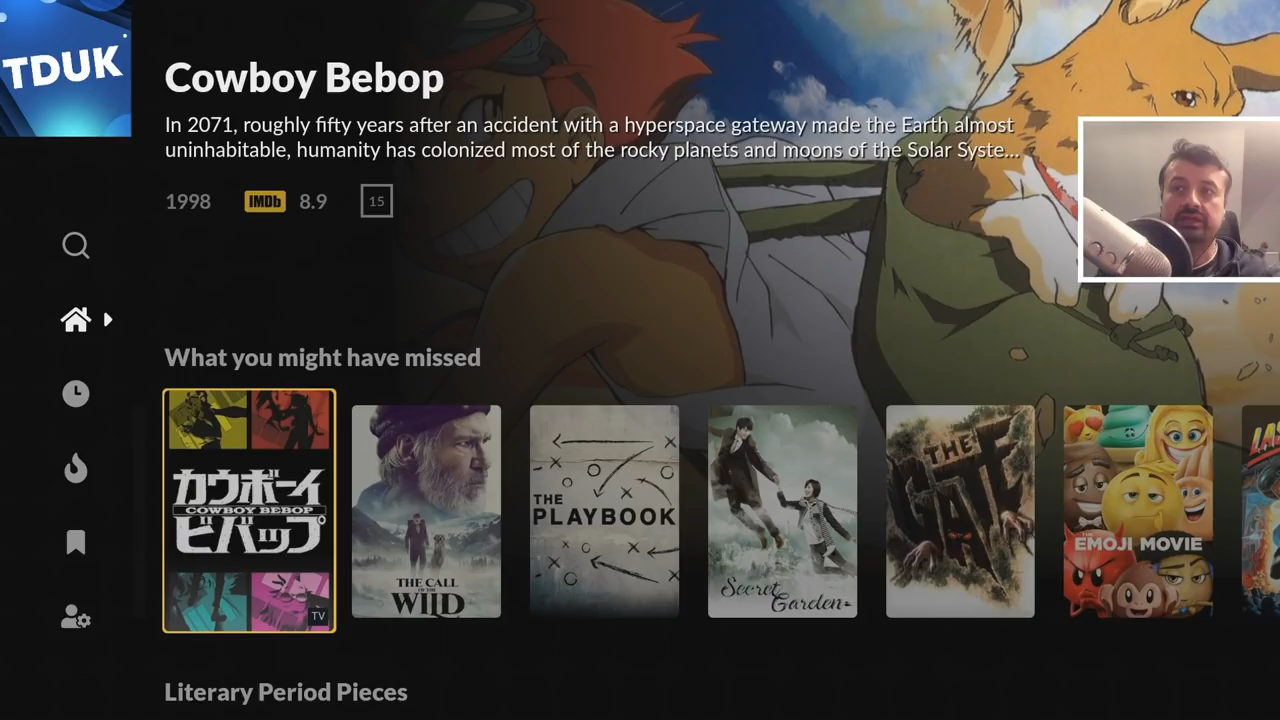 TDUK
Cowboy Bebop
In 2071, roughly fifty years after an accident with a hyperspace gateway made the Earth almost
uninhabitable, humanity has colonized most of the rocky planets and moons of the Solar Syste...
1998 IMDb 8.9 15
What you might have missed
カウボーイ
COWBOY BEBOP
ビバップ
TV
THE CALL
OF THE
WILD
THE
PLAYBOOK
Secret
Garden
THE
GATE
EMOJI MOVIE
Literary Period Pieces